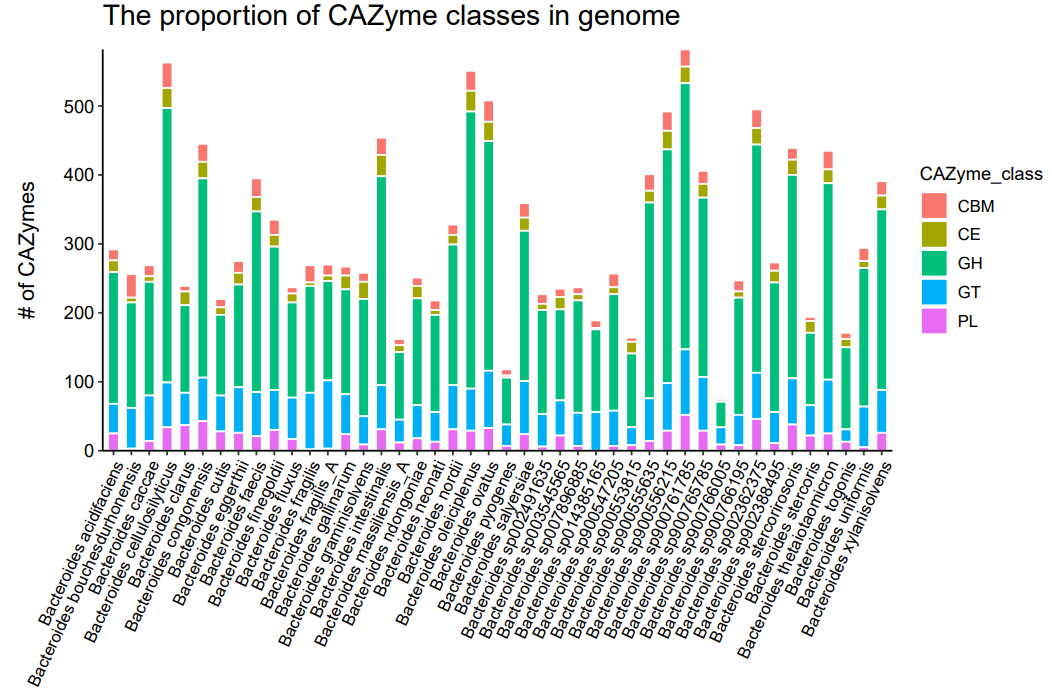 The proportion of CAZyme classes in genome
# of CAZymes
500
400
300
200
100
0
Bacteroides acidifaciens
Bacteroides bouchesdurhonensis
Bacteroides caccae
Bacteroides cellulosilyticus
Bacteroides clarus
Bacteroides congonensis
Bacteroides cutis
Bacteroides eggerthii
Bacteroides faecis
Bacteroides finegoldii
Bacteroides fluxus
Bacteroides fragilis
Bacteroides fragilis_A
Bacteroides gallinarum
Bacteroides graminisolvens
Bacteroides intestinalis
Bacteroides massiliensis_A
Bacteroides ndongoniae
Bacteroides neonati
Bacteroides nordii
Bacteroides oleiciplenus
Bacteroides ovatus
Bacteroides pyogenes
Bacteroides salyersiae
Bacteroides sp002491635
Bacteroides sp003545565
Bacteroides sp007896885
Bacteroides sp014385165
Bacteroides sp900547205
Bacteroides sp900553815
Bacteroides sp900555635
Bacteroides sp900556215
Bacteroides sp900761785
Bacteroides sp900765785
Bacteroides sp900766005
Bacteroides sp900766195
Bacteroides sp902362375
Bacteroides sp902388495
Bacteroides stercorirosoris
Bacteroides stercoris
Bacteroides thetaiotaomicron
Bacteroides togonis
Bacteroides uniformis
Bacteroides xylanisolvens
CAZyme_class
CBM
CE
GH
GT
PL